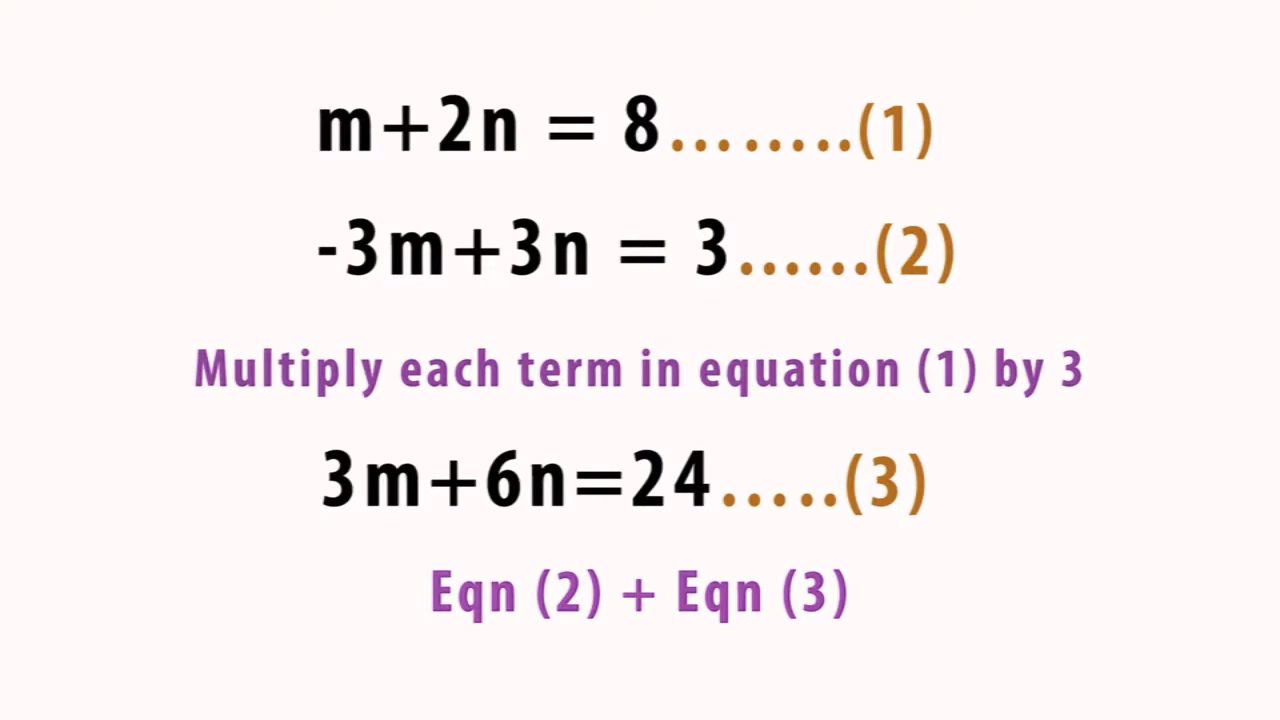 m+2n = 8........(1)
-3m+3n = 3......(2)
Multiply each term in equation (1) by 3
3m+6n=24.....(3)
Eqn (2) + Eqn (3)